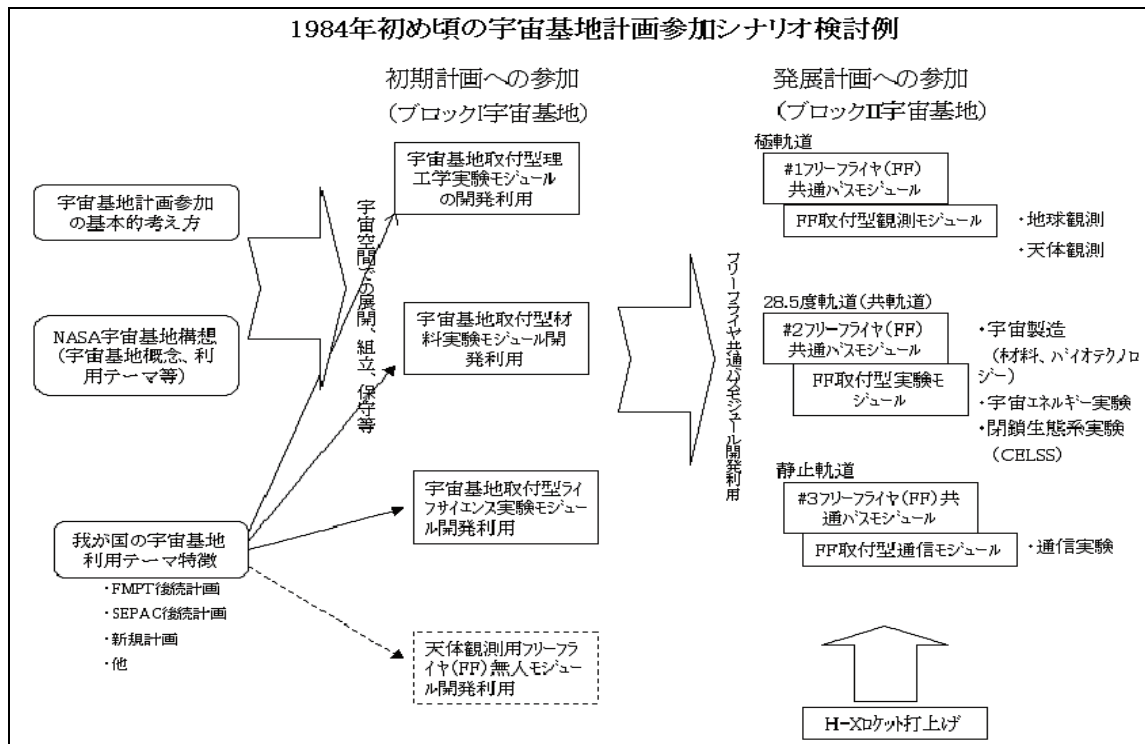 1984年初め頃の宇宙基地計画参加シナリオ検討例
初期計画への参加
(ブロックI宇宙基地)
発展計画への参加
(ブロックII宇宙基地)
宇宙基地計画参加
の基本的考え方
NASA宇宙基地構想
(宇宙基地概念、利
用テーマ等)
我が国の宇宙基地
利用テーマ特徴
・FMPT後続計画
・SEPAC後続計画
・新規計画
・他
宇宙空間での展開、組立、保守等
宇宙基地取付型理
工学実験モジュール
の開発利用
宇宙基地取付型材
料実験モジュール開
発利用
宇宙基地取付型ライ
フサイエンス実験モジュー
ル開発利用
天体観測用フリーフラ
イヤ(FF)無人モジュー
ル開発利用
フリーフライヤ共通バスモジュール開発利用
極軌道
#1フリーフライヤ(FF)
共通バスモジュール
FF取付型観測モジュール
・地球観測
・天体観測
28.5度軌道(共軌道)
#2フリーフライヤ(FF)
共通バスモジュール
FF取付型実験モ
ジュール
・宇宙製造
(材料、バイオテクノロ
ジー)
・宇宙エネルギー実験
・閉鎖生態系実験
(CELSS)
静止軌道
#3フリーフライヤ(FF)共
通バスモジュール
FF取付型通信モジュール
・通信実験
H-Xロケット打上げ